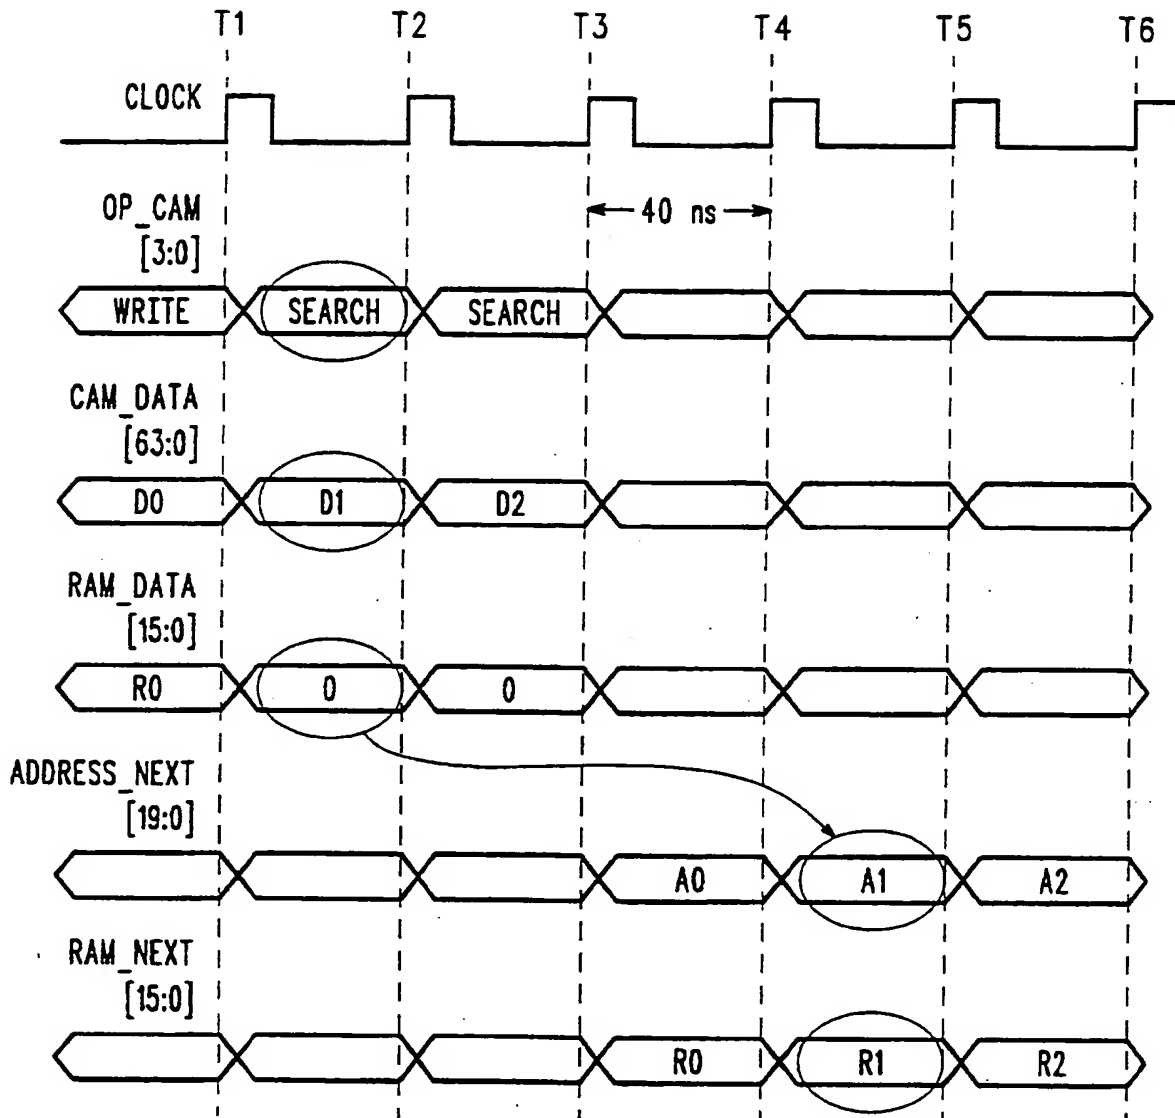 T1 T2 T3 T4 T5 T6
CLOCK
OP_CAM
[3:0]
40 ns
WRITE SEARCH SEARCH
CAM_DATA
[63:0]
D0 D1 D2
RAM_DATA
[15:0]
R0 0 0
ADDRESS_NEXT
[19:0]
A0 A1 A2
RAM_NEXT
[15:0]
R0 R1 R2